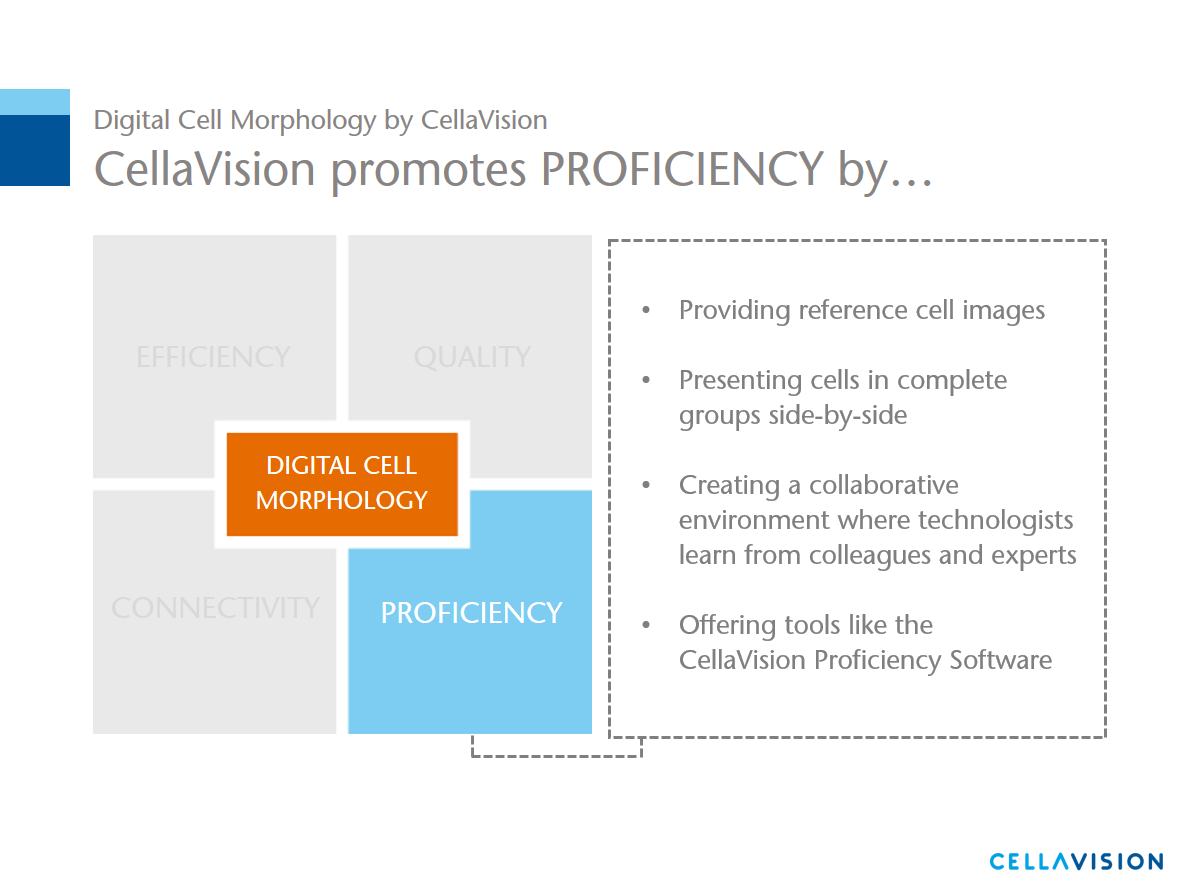 Digital Cell Morphology by CellaVision
CellaVision promotes PROFICIENCY by…
EFFICIENCY
QUALITY
DIGITAL CELL
MORPHOLOGY
CONNECTIVITY
PROFICIENCY
• Providing reference cell images
• Presenting cells in complete
groups side-by-side
• Creating a collaborative
environment where technologists
learn from colleagues and experts
• Offering tools like the
CellaVision Proficiency Software
CELLAVISION